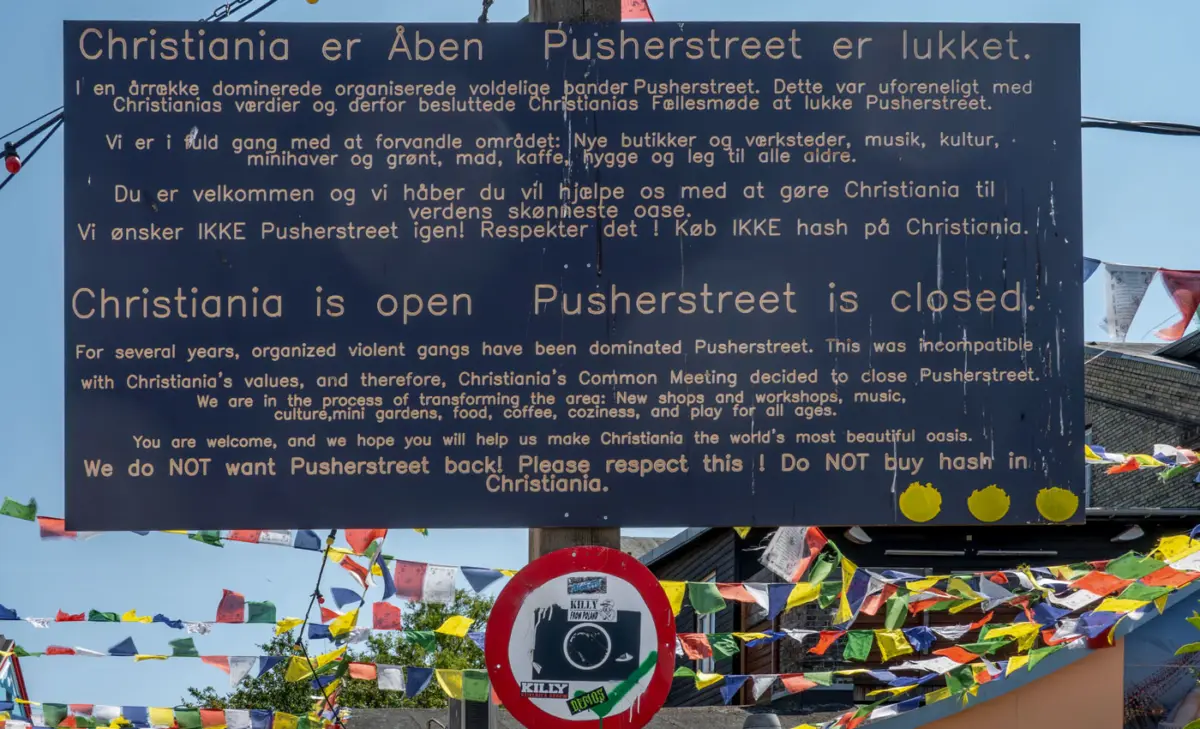 Christiania er Åben Pusherstreet er lukket.
I en årrække dominerede organiserede voldelige bander Pusherstreet. Dette var uforeneligt med
Christianias værdier og derfor besluttede Christianias Fællesmøde at lukke Pusherstreet.
Vi er i fuld gang med at forvandle området: Nye butikker og værksteder, musik, kultur,
minihaver og grønt, mad, kaffe, hygge og leg til alle aldre.
Du er velkommen og vi håber du vil hjælpe os med at gøre Christiania til
verdens skønneste oase.
Vi ønsker IKKE Pusherstreet igen! Respekter det ! Køb IKKE hash på Christiania.
Christiania is open Pusherstreet is closed
For several years, organized violent gangs have been dominated Pusherstreet. This was incompatible
with Christiania's values, and therefore, Christiania's Common Meeting decided to close Pusherstreet.
We are in the process of transforming the area: New shops and workshops, music,
culture,mini gardens, food, coffee, coziness, and play for all ages.
You are welcome, and we hope you will help us make Christiania the world's most beautiful oasis.
We do NOT want Pusherstreet back! Please respect this ! Do NOT buy hash in
Christiania.
KILLY
FROM POLAND
KILLY